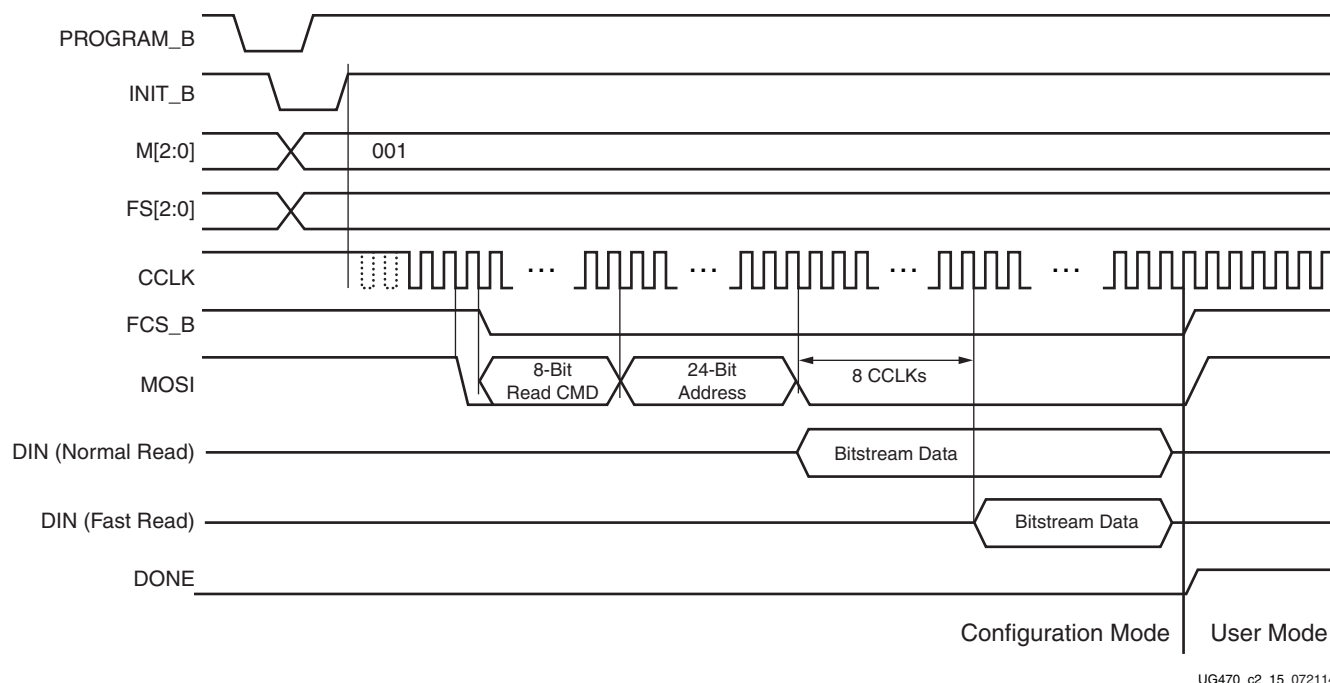 PROGRAM_B
INIT_B
M[2:0]
001
FS[2:0]
CCLK
... ... ... ...
FCS_B
MOSI
8-Bit
Read CMD
24-Bit
Address
8 CCLKs
DIN (Normal Read)
Bitstream Data
DIN (Fast Read)
Bitstream Data
DONE
Configuration Mode
User Mode
UG470_c2_15_072114